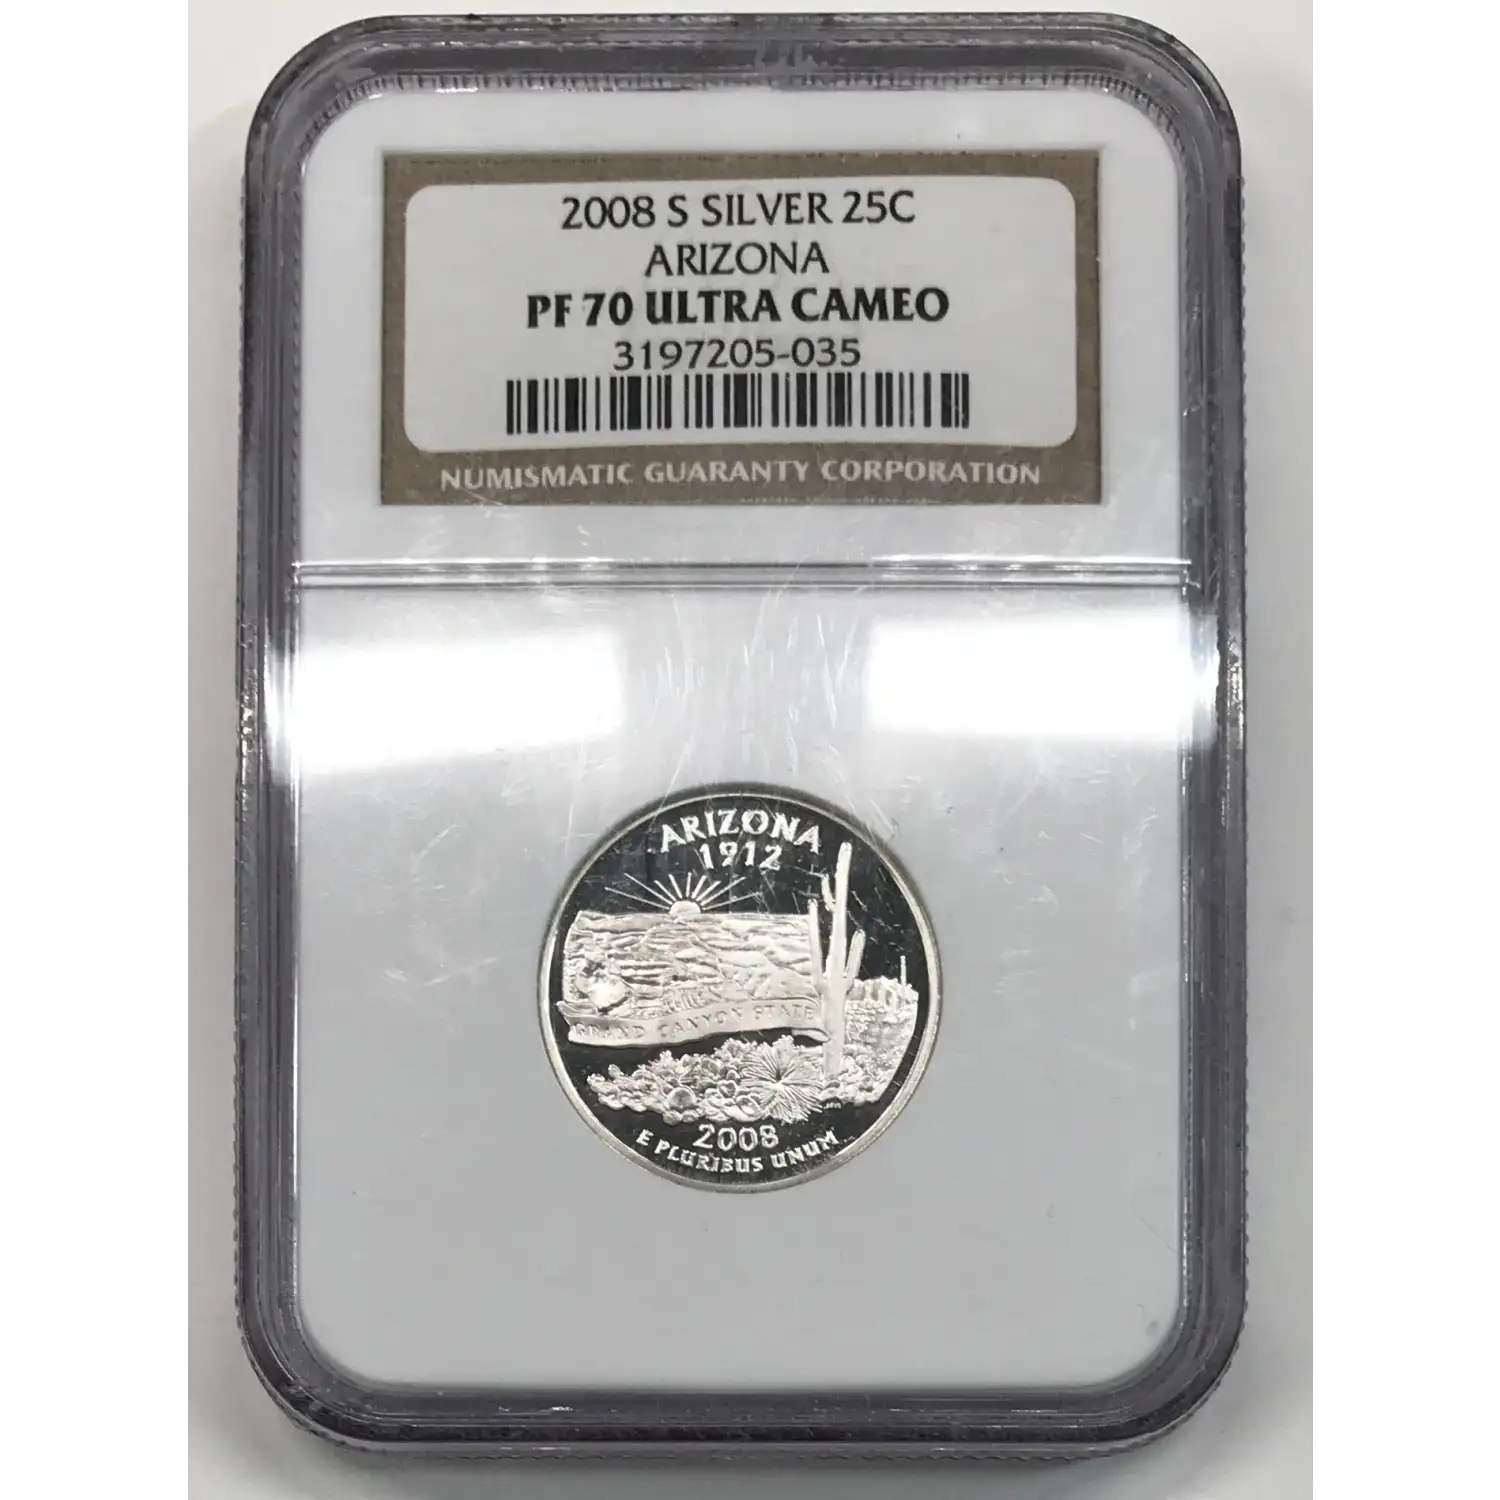 2008 S SILVER 25C
ARIZONA
PF 70 ULTRA CAMEO
3197205-035
NUMISMATIC GUARANTY CORPORATION
ARIZONA
1912
GRAND CANYON STATE
2008
E PLURIBUS UNUM